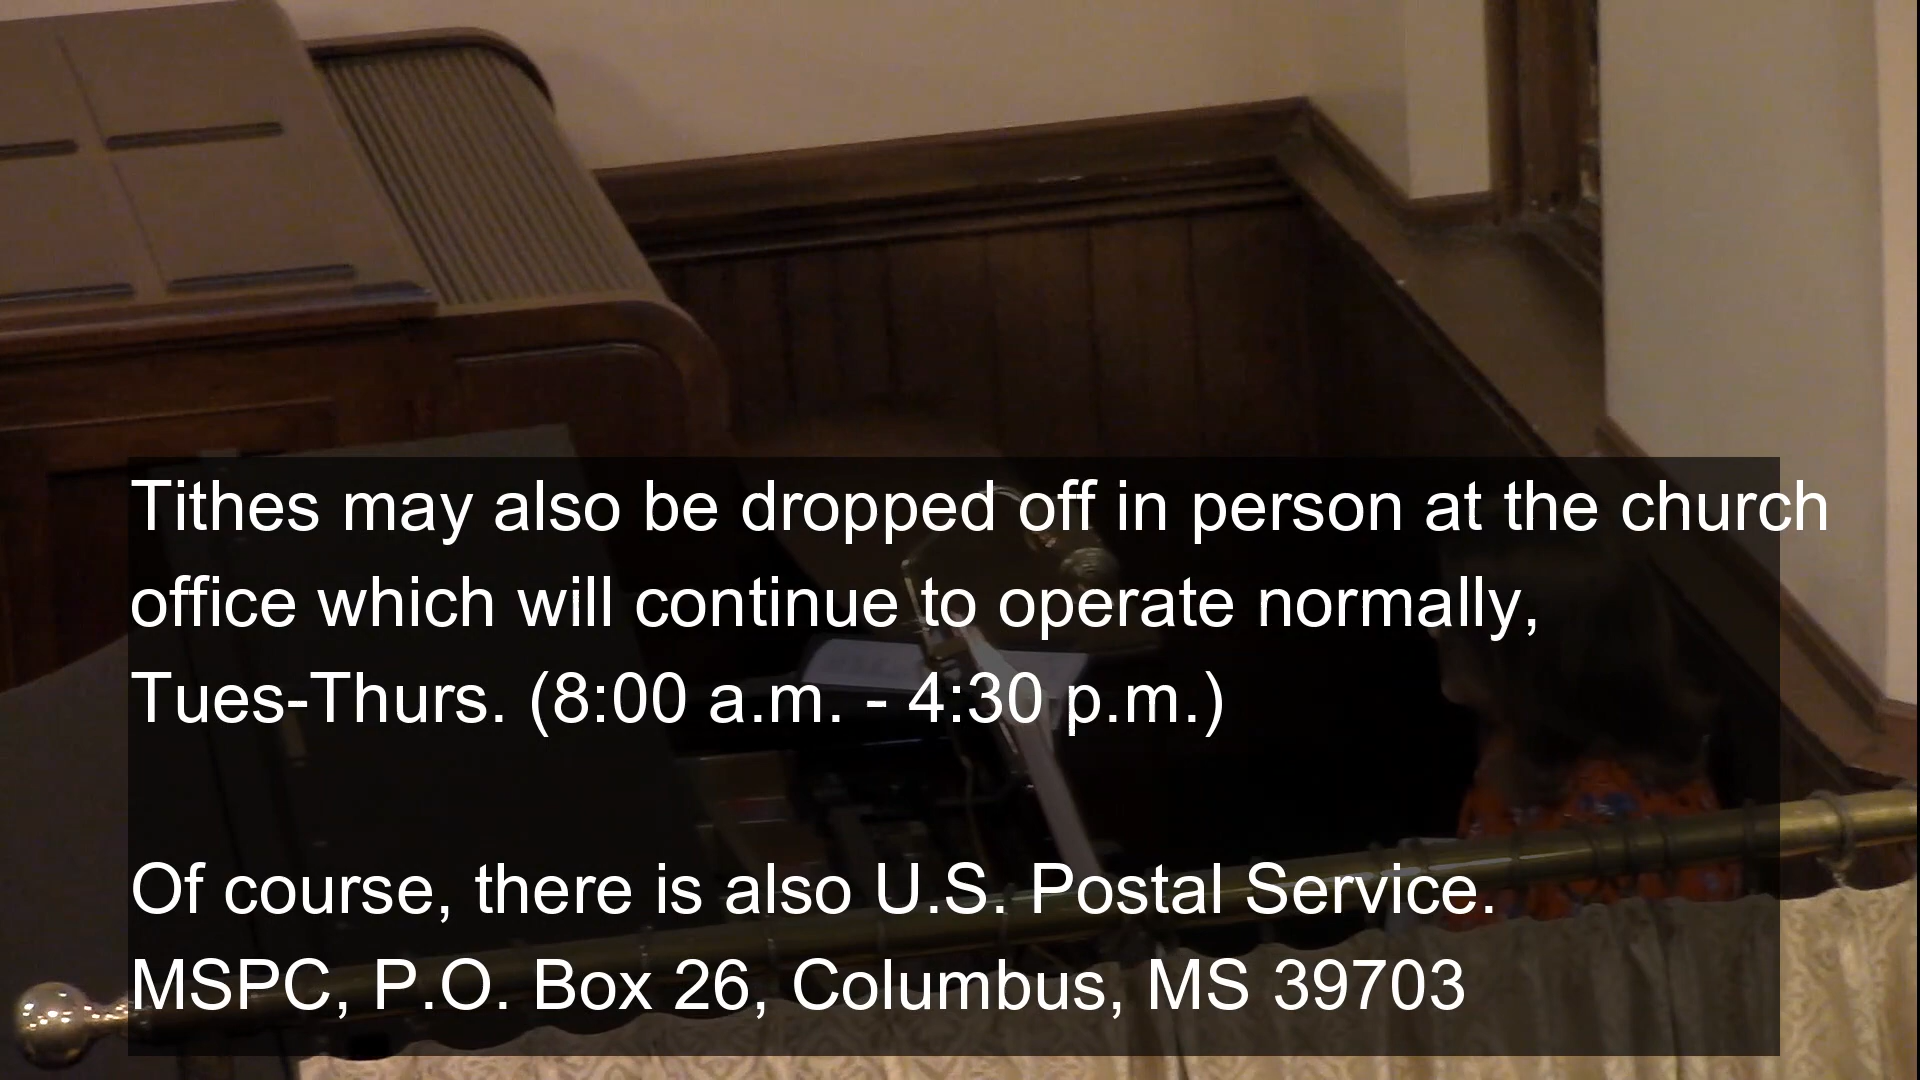 Tithes may also be dropped off in person at the church
office which will continue to operate normally,
Tues-Thurs. (8:00 a.m. - 4:30 p.m.)
Of course, there is also U.S. Postal Service.
MSPC, P.O. Box 26, Columbus, MS 39703